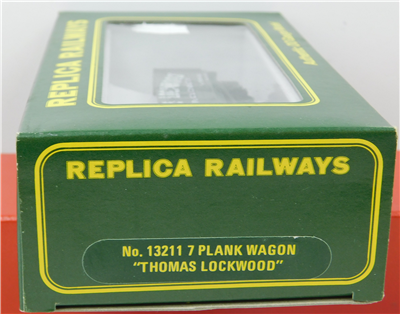 REPLICA RAILWAYS
REPLICA RAILWAYS
No. 13211 7 PLANK WAGON
"THOMAS LOCKWOOD"